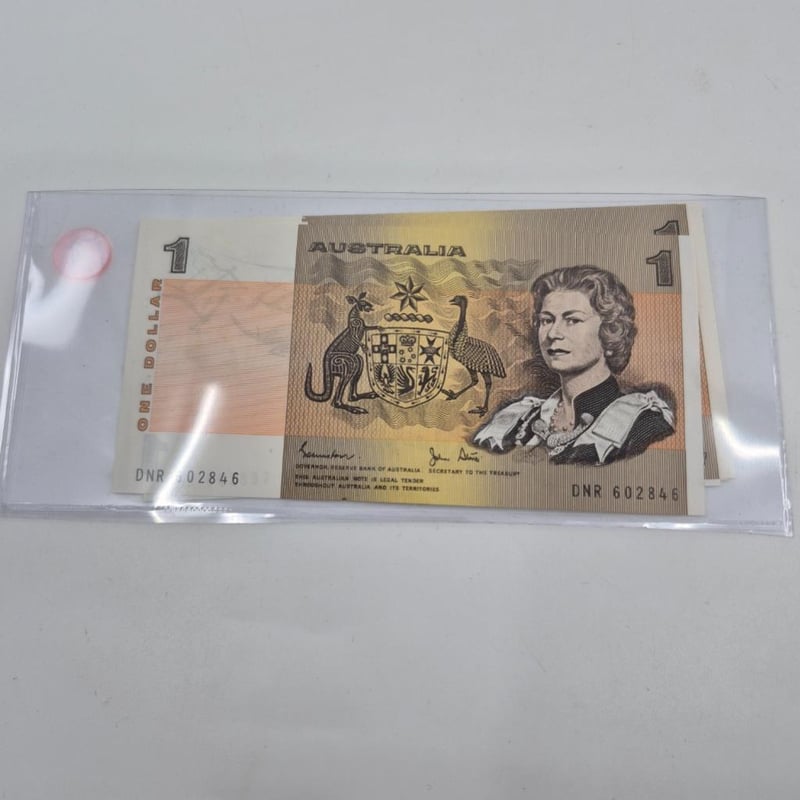 1
AUSTRALIA
1
1
ONE DOLLAR
GOVERNOR, RESERVE BANK OF AUSTRALIA SECRETARY TO THE TREASURY
THIS AUSTRALIAN NOTE IS LEGAL TENDER
THROUGHOUT AUSTRALIA AND ITS TERRITORIES
DNR 602846
DNR 602846